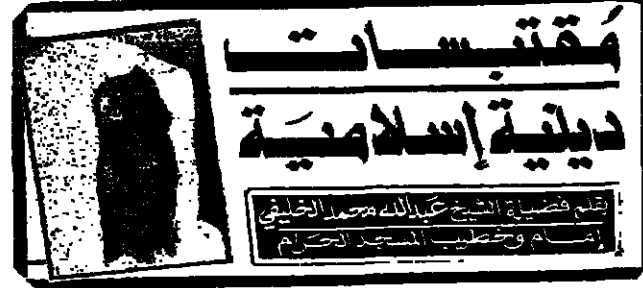 مُقتبسات
دينية إسلامية
بقلم فضيلة الشيخ عبدالله محمد الخليفي
إمام وخطيب المسجد الحرام